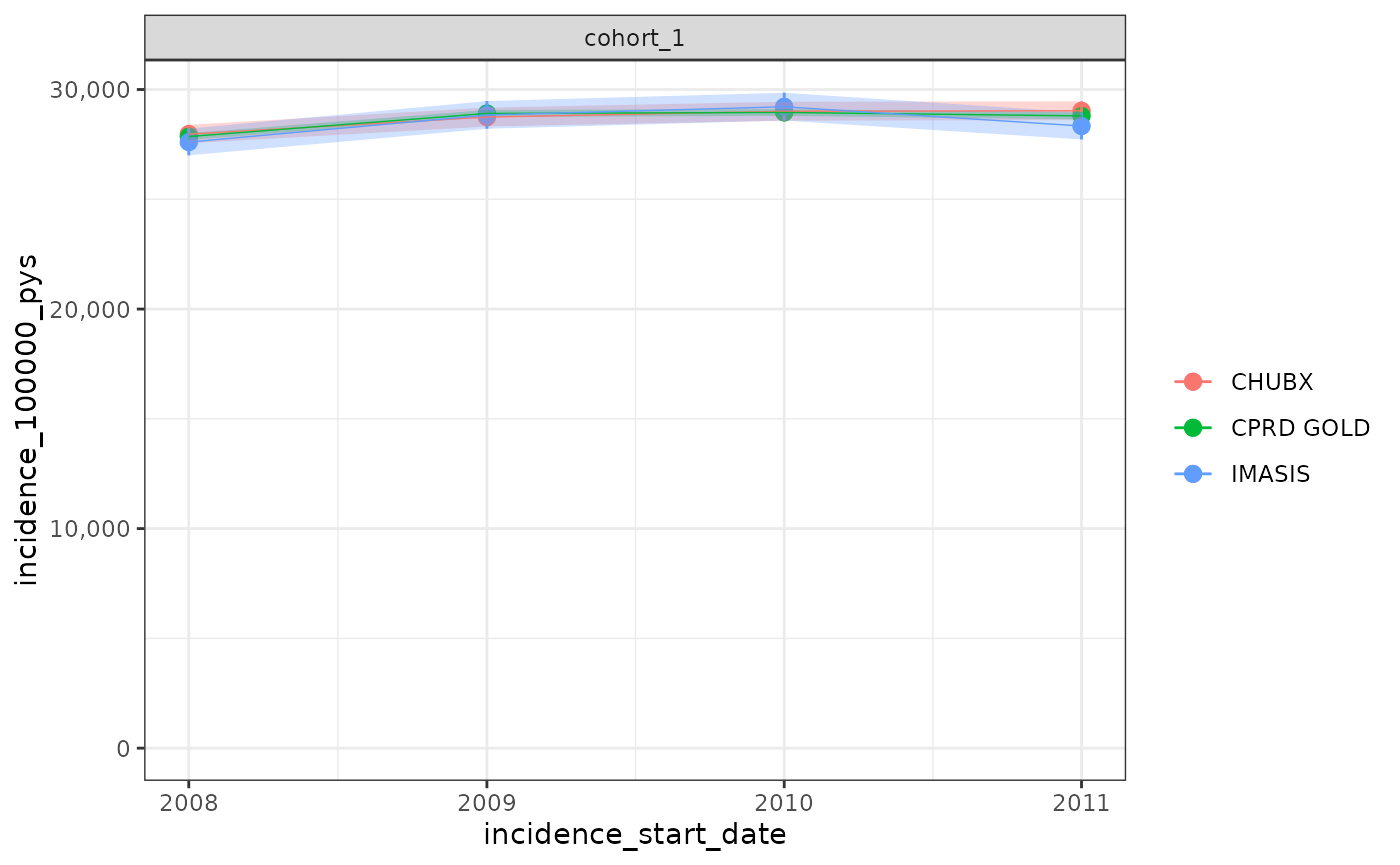 cohort_1
30,000
20,000
10,000
0
incidence_100000_pys
2008
2009
2010
2011
incidence_start_date
CHUBX
CPRD GOLD
IMASIS